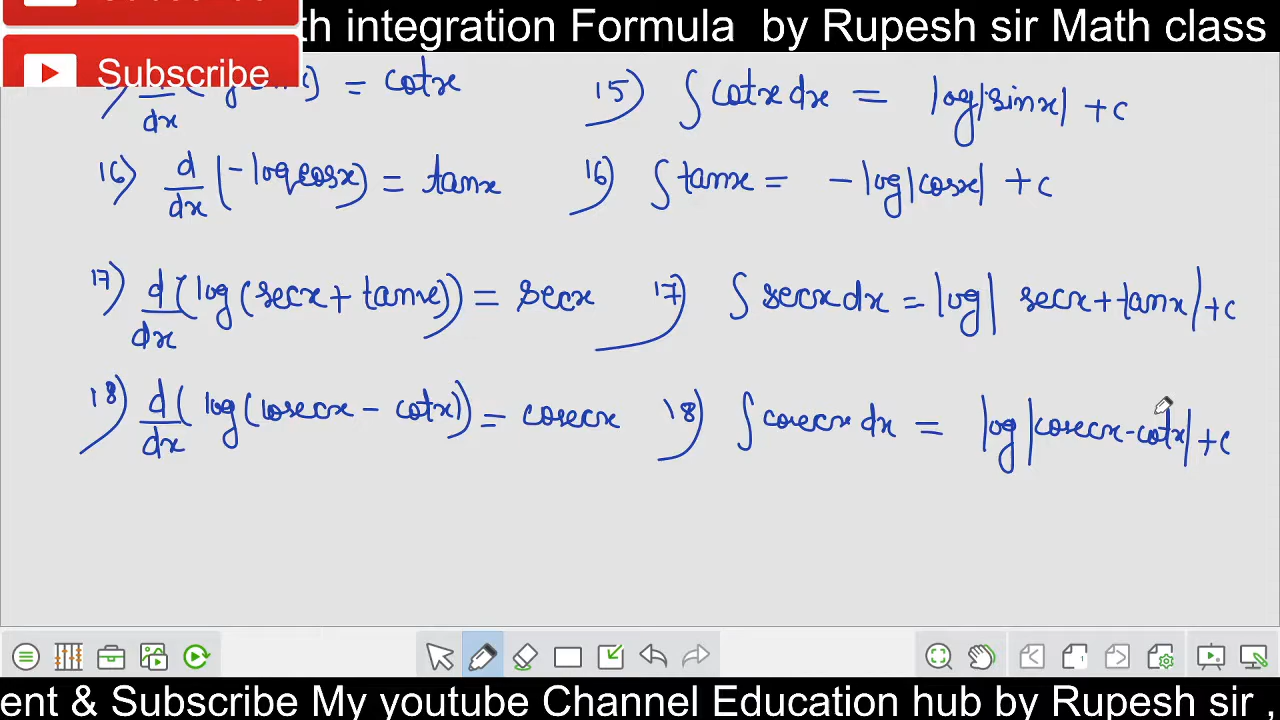 Subscribe
th integration Formula by Rupesh sir Math class
Subscribe
d/dx = cotx 15) ∫ cotx dx = log|sinx| + c
16) d/dx (-log cosx) = tanx 16) ∫ tanx = -log|cosx| + c
17) d/dx (log(secx + tanx)) = secx 17) ∫ secx dx = log| secx + tanx| + c
18) d/dx (log(cosecx - cotx)) = cosecx 18) ∫ cosecx dx = log|cosecx - cotx| + c
ent & Subscribe My youtube Channel Education hub by Rupesh sir ,